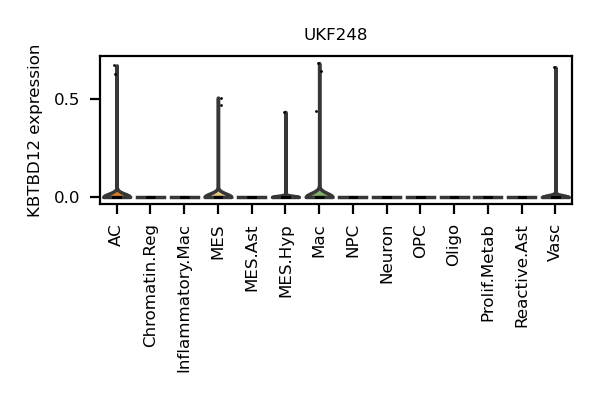 UKF248
KBTBD12 expression
0.5
0.0
AC
Chromatin.Reg
Inflammatory.Mac
MES
MES.Ast
MES.Hyp
Mac
NPC
Neuron
OPC
Oligo
Prolif.Metab
Reactive.Ast
Vasc